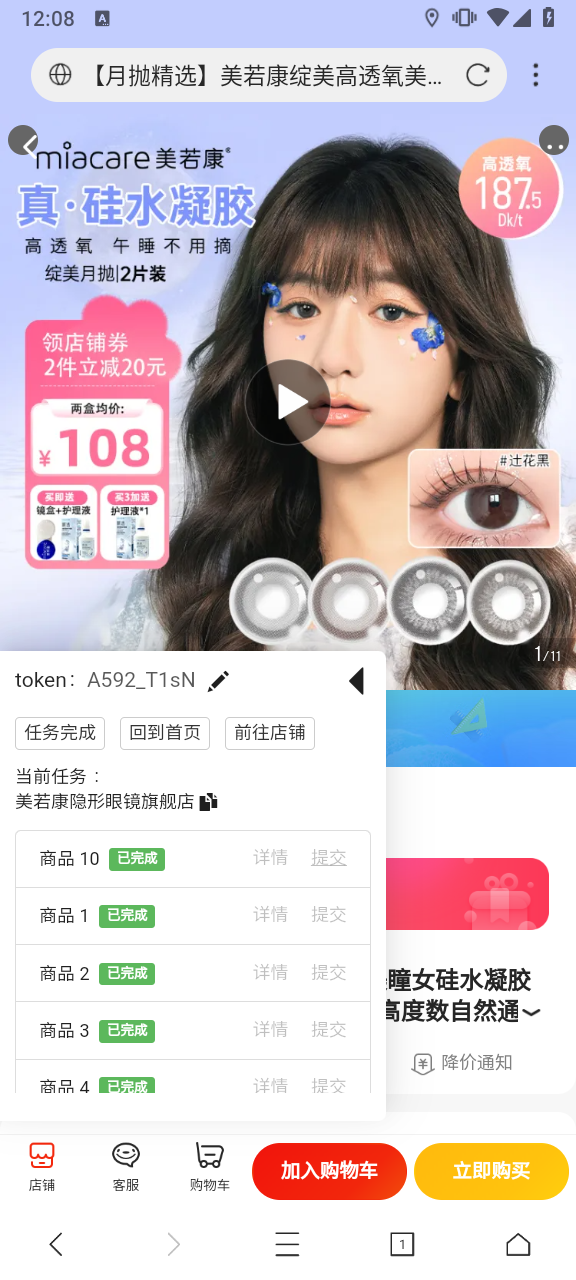 12:08
A
【月抛精选】美若康绽美高透氧美...
miacare 美若康
真·硅水凝胶
高透氧 午睡不用摘
绽美月抛|2片装
高透氧
187.5
Dk/t
领店铺券
2件立减20元
两盒均价:
¥108
买即送
镜盒+护理液
买3加送
护理液*1
#辻花黑
1/11
token： A592_T1sN
任务完成
回到首页
前往店铺
当前任务：
美若康隐形眼镜旗舰店
商品 10 已完成 详情 提交
商品 1 已完成 详情 提交
商品 2 已完成 详情 提交
商品 3 已完成 详情 提交
商品 4 已完成 详情 提交
瞳女硅水凝胶
高度数自然通
降价通知
店铺
客服
购物车
加入购物车
立即购买
1